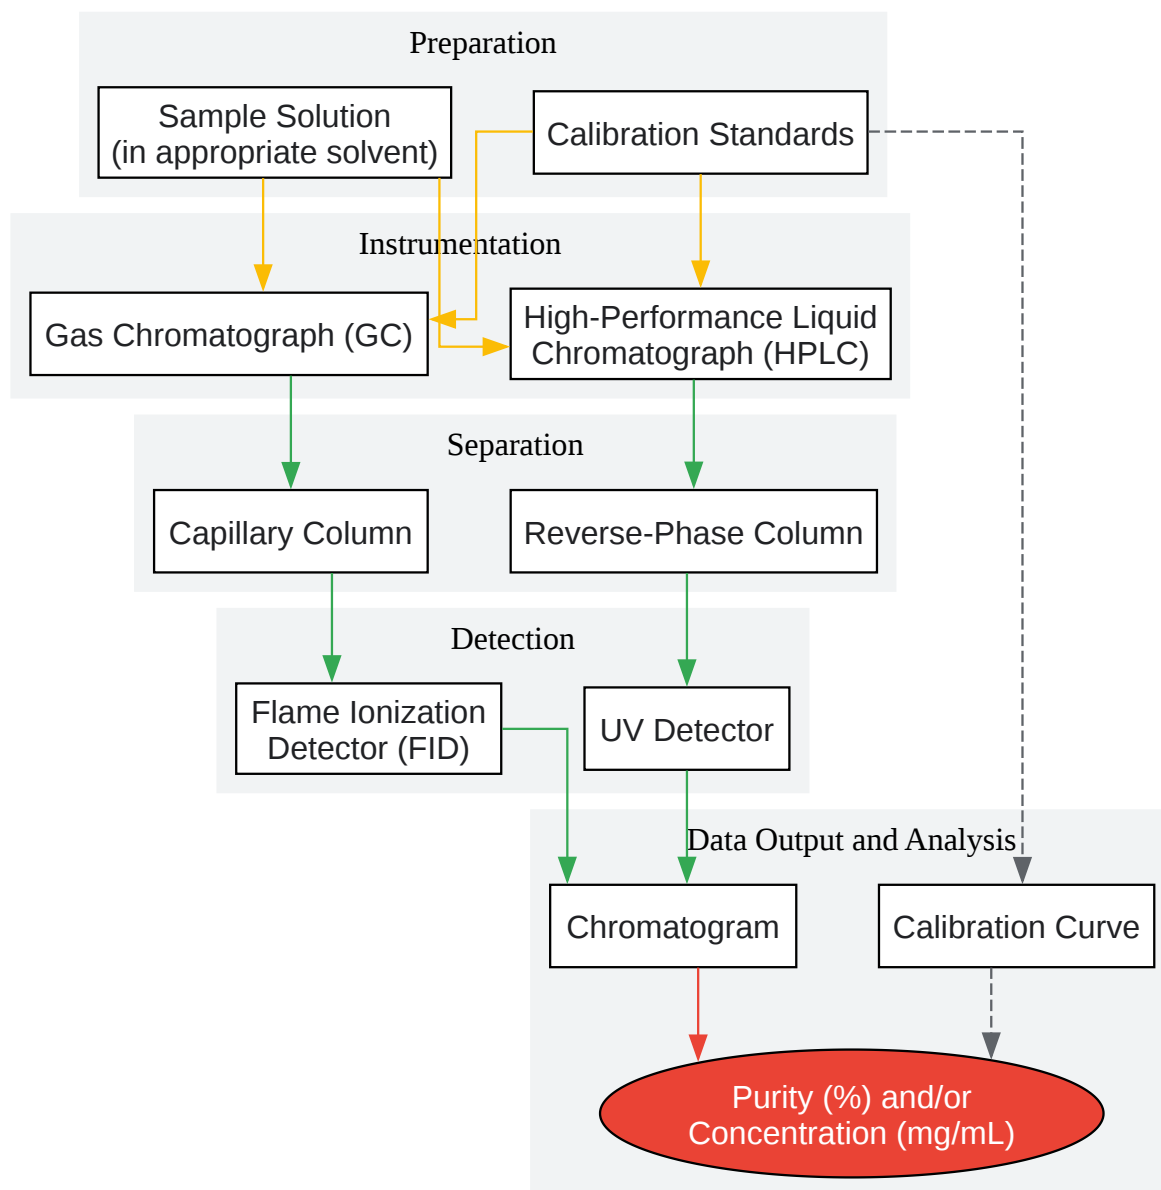 Preparation
Sample Solution
(in appropriate solvent)
Calibration Standards
Instrumentation
Gas Chromatograph (GC)
High-Performance Liquid
Chromatograph (HPLC)
Separation
Capillary Column
Reverse-Phase Column
Detection
Flame Ionization
Detector (FID)
UV Detector
Data Output and Analysis
Chromatogram
Calibration Curve
Purity (%) and/or
Concentration (mg/mL)